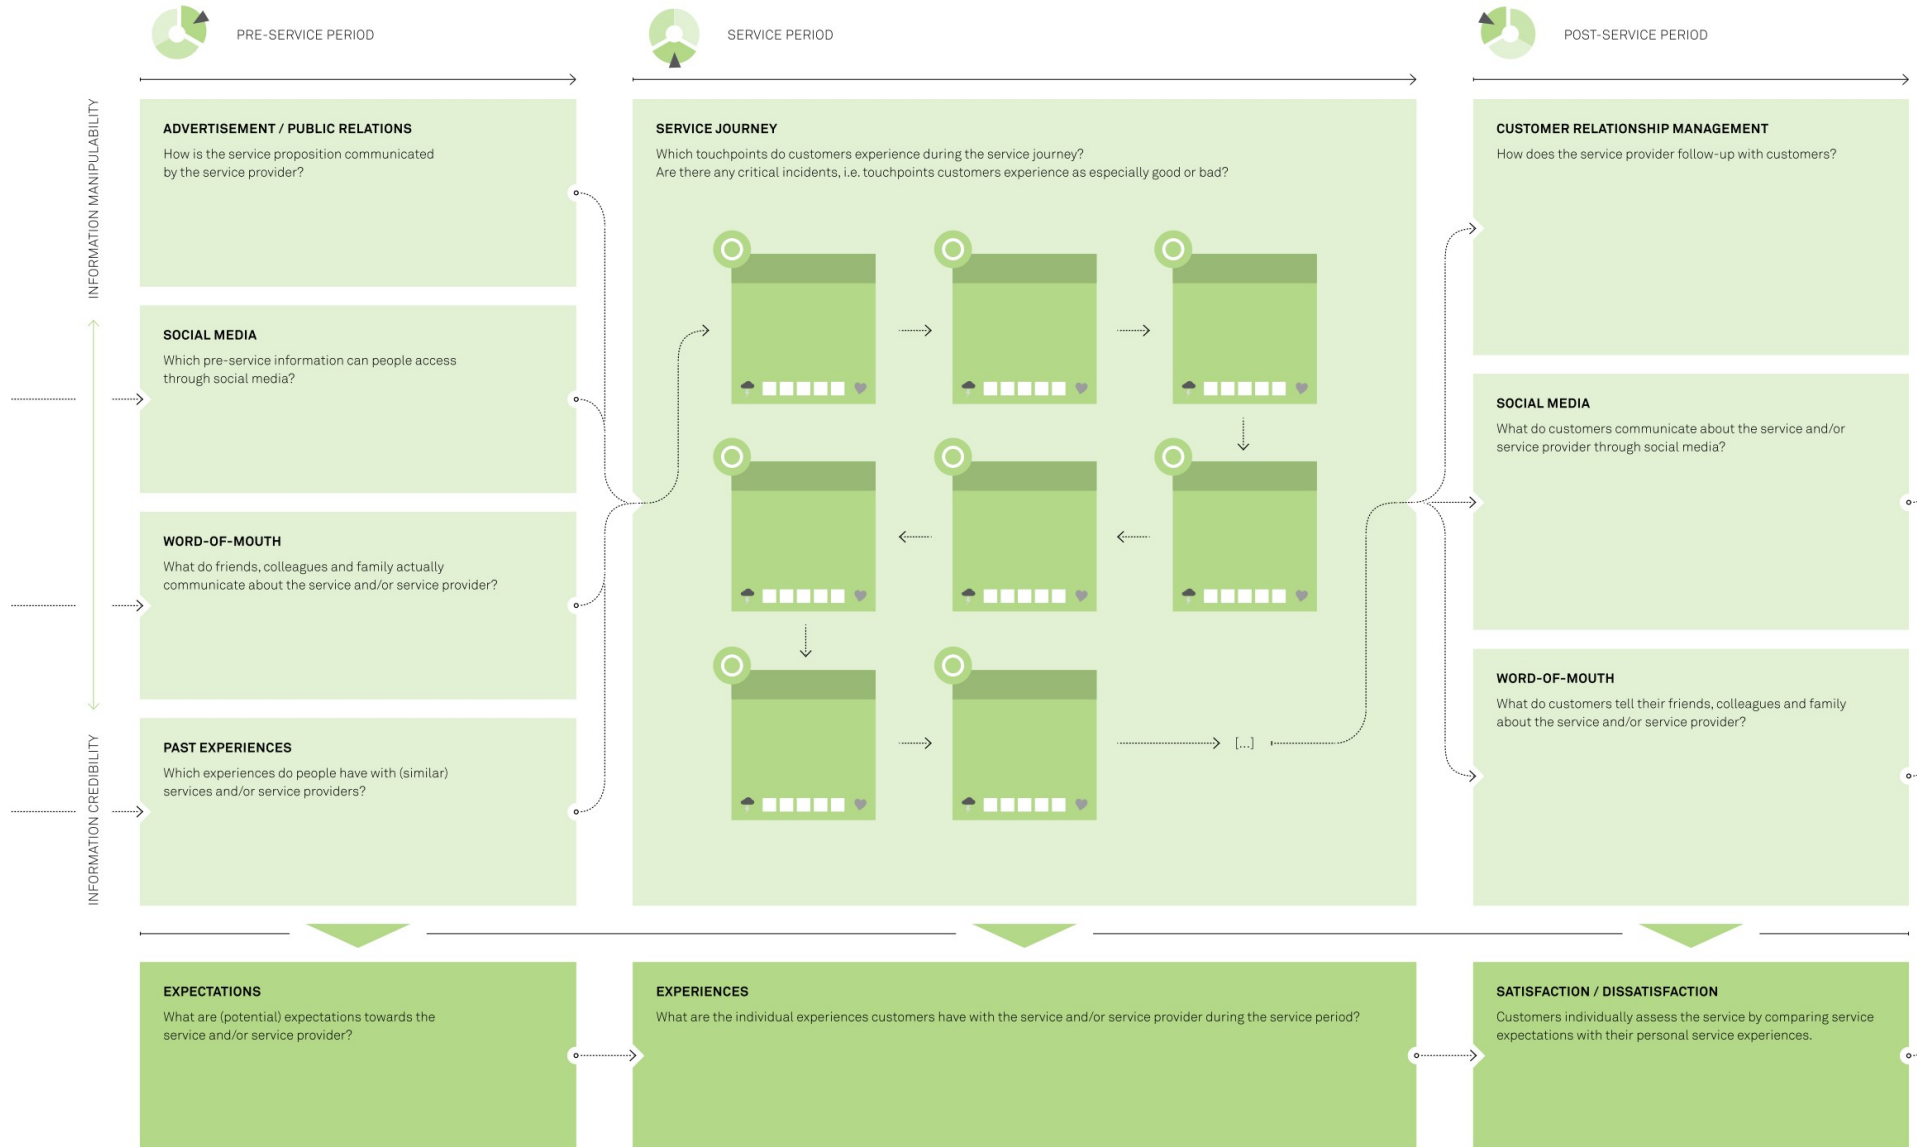 PRE-SERVICE PERIOD
SERVICE PERIOD
POST-SERVICE PERIOD
INFORMATION MANIPULABILITY
INFORMATION CREDIBILITY
ADVERTISEMENT / PUBLIC RELATIONS
How is the service proposition communicated
by the service provider?
SOCIAL MEDIA
Which pre-service information can people access
through social media?
WORD-OF-MOUTH
What do friends, colleagues and family actually
communicate about the service and/or service provider?
PAST EXPERIENCES
Which experiences do people have with (similar)
services and/or service providers?
SERVICE JOURNEY
Which touchpoints do customers experience during the service journey?
Are there any critical incidents, i.e. touchpoints customers experience as especially good or bad?
[...]
CUSTOMER RELATIONSHIP MANAGEMENT
How does the service provider follow-up with customers?
SOCIAL MEDIA
What do customers communicate about the service and/or
service provider through social media?
WORD-OF-MOUTH
What do customers tell their friends, colleagues and family
about the service and/or service provider?
EXPECTATIONS
What are (potential) expectations towards the
service and/or service provider?
EXPERIENCES
What are the individual experiences customers have with the service and/or service provider during the service period?
SATISFACTION / DISSATISFACTION
Customers individually assess the service by comparing service
expectations with their personal service experiences.